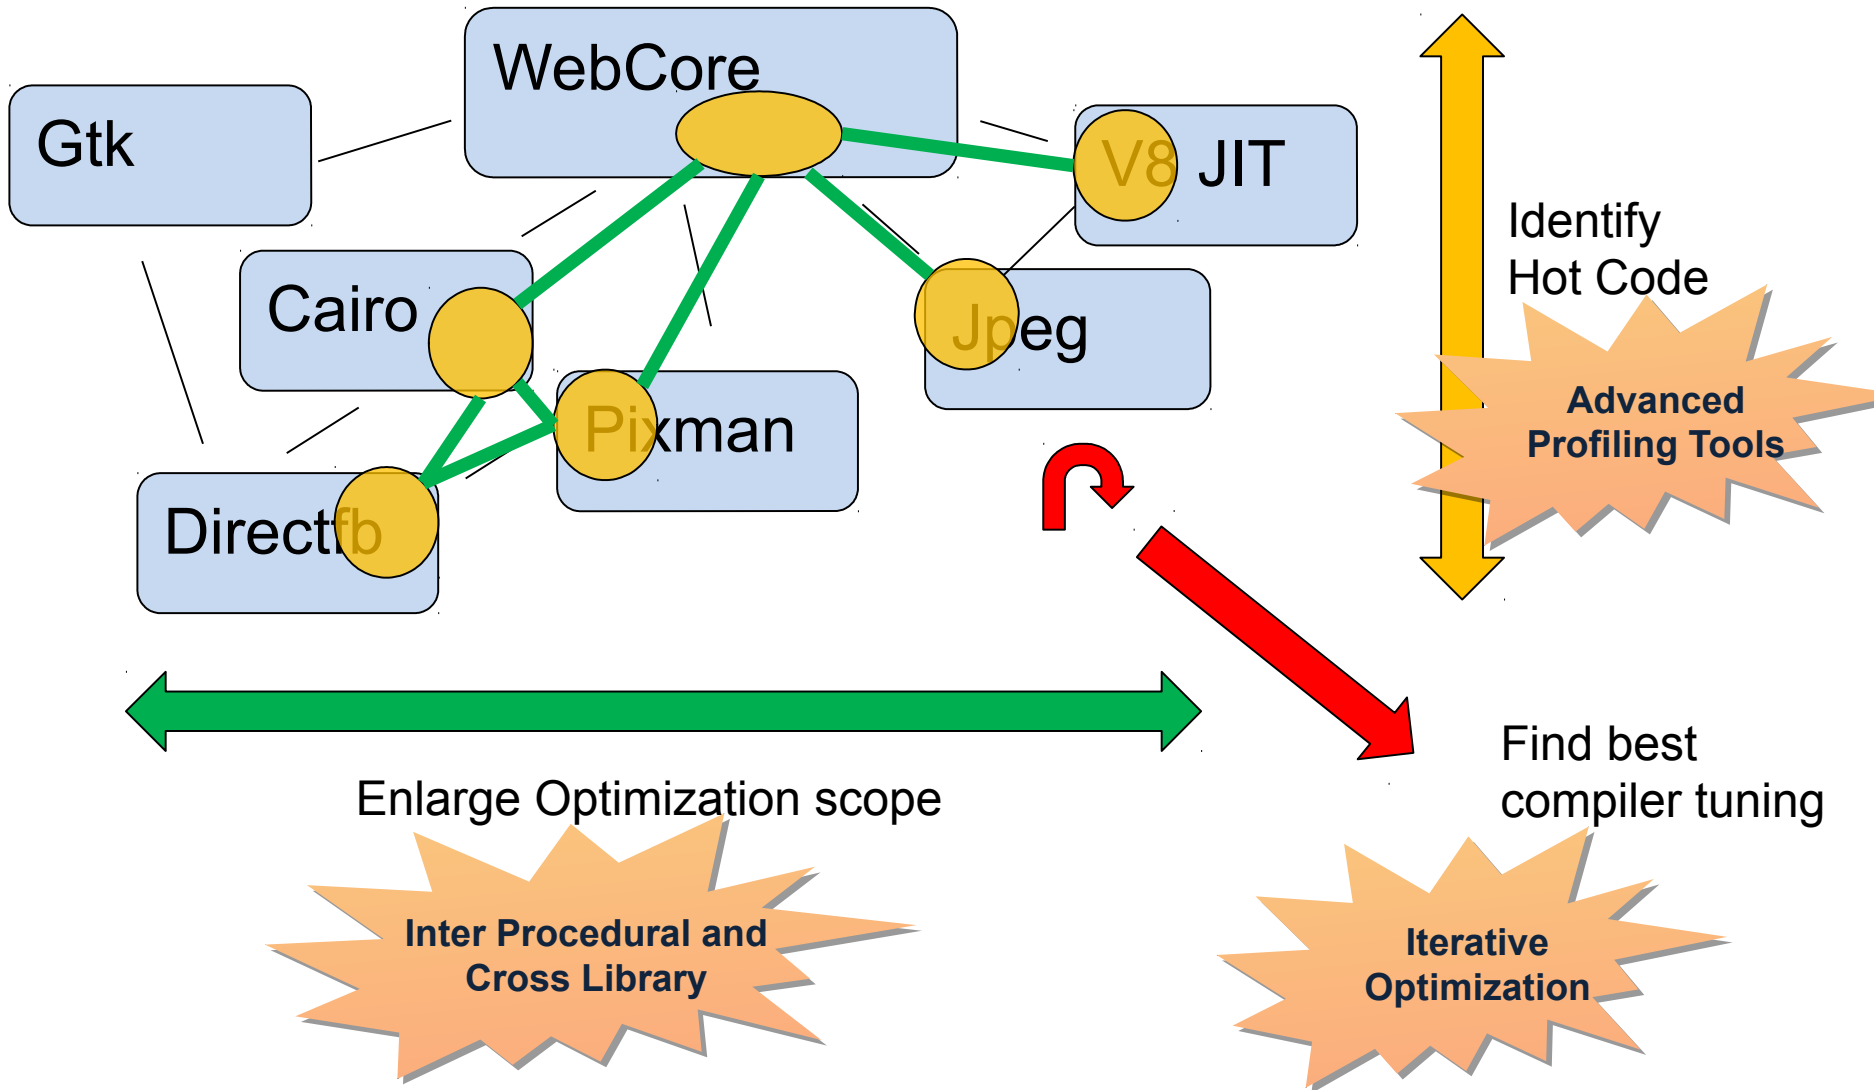 WebCore
Gtk
V8 JIT
Identify
Hot Code
Cairo
Jpeg
Advanced
Profiling Tools
Pixman
Directfb
Find best
compiler tuning
Enlarge Optimization scope
Inter Procedural and
Cross Library
Iterative
Optimization